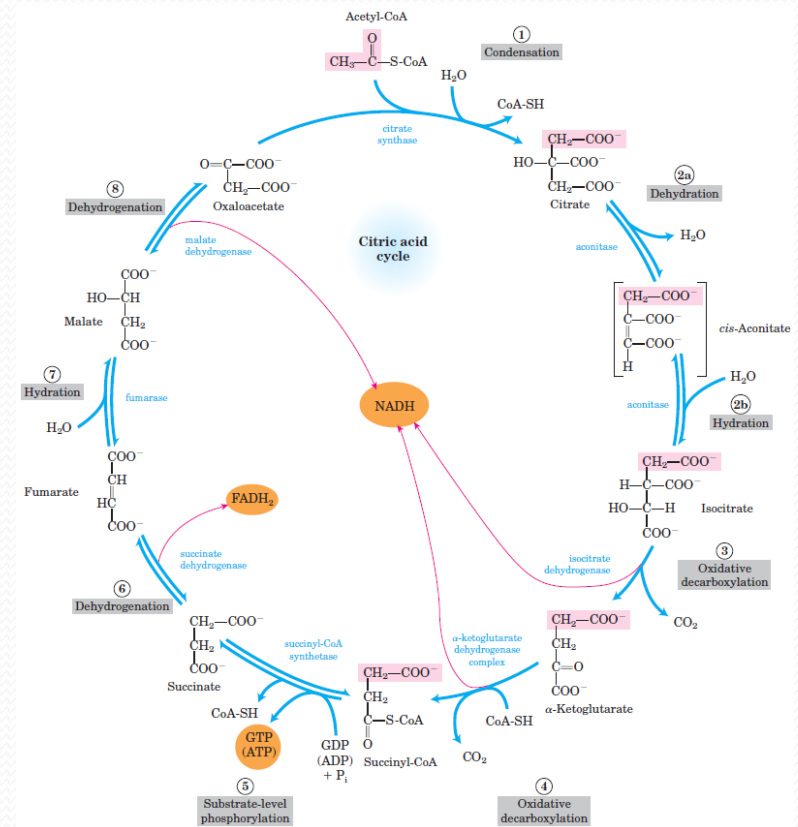 Acetyl-CoA
O
CH₃—C—S-CoA
①
Condensation
H₂O
CoA-SH
citrate
synthase
CH₂—COO⁻
HO—C—COO⁻
CH₂—COO⁻
Citrate
2a
Dehydration
H₂O
aconitase
CH₂—COO⁻
C—COO⁻
C—COO⁻
H
cis-Aconitate
H₂O
aconitase
2b
Hydration
CH₂—COO⁻
H—C—COO⁻
HO—C—H
COO⁻
Isocitrate
③
Oxidative
decarboxylation
isocitrate
dehydrogenase
CO₂
CH₂—COO⁻
CH₂
C=O
COO⁻
α-Ketoglutarate
α-ketoglutarate
dehydrogenase
complex
CoA-SH
CO₂
④
Oxidative
decarboxylation
CH₂—COO⁻
CH₂
C—S-CoA
O
Succinyl-CoA
succinyl-CoA
synthetase
GDP
(ADP)
+ Pᵢ
GTP
(ATP)
CoA-SH
⑤
Substrate-level
phosphorylation
CH₂—COO⁻
CH₂
COO⁻
Succinate
⑥
Dehydrogenation
succinate
dehydrogenase
FADH₂
COO⁻
CH
HC
COO⁻
Fumarate
⑦
Hydration
H₂O
fumarase
COO⁻
HO—CH
CH₂
COO⁻
Malate
⑧
Dehydrogenation
malate
dehydrogenase
O=C—COO⁻
CH₂—COO⁻
Oxaloacetate
Citric acid
cycle
NADH